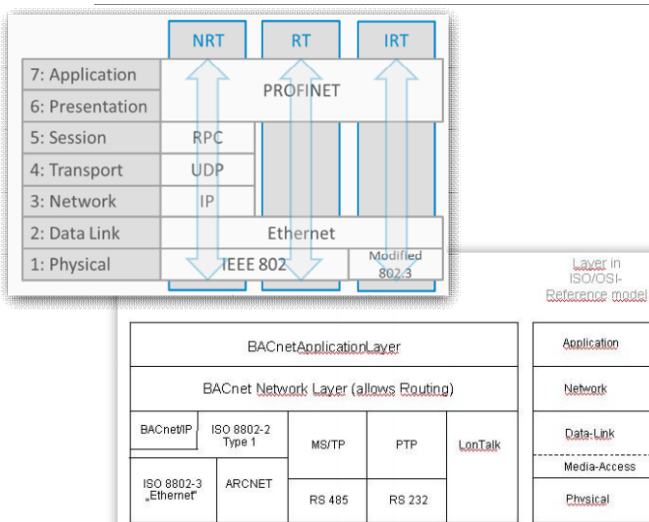 NRT RT IRT
7: Application
PROFINET
6: Presentation
5: Session RPC
4: Transport UDP
3: Network IP
2: Data Link Ethernet
1: Physical IEEE 802 Modified
802.3
Layer in
ISO/OSI-
Reference model
BACnetApplicationLayer Application
BACnet Network Layer (allows Routing) Network
BACnet/IP ISO 8802-2
Type 1
MS/TP PTP LonTalk Data-Link
Media-Access
ISO 8802-3
„Ethernet" ARCNET
RS 485 RS 232 Physical